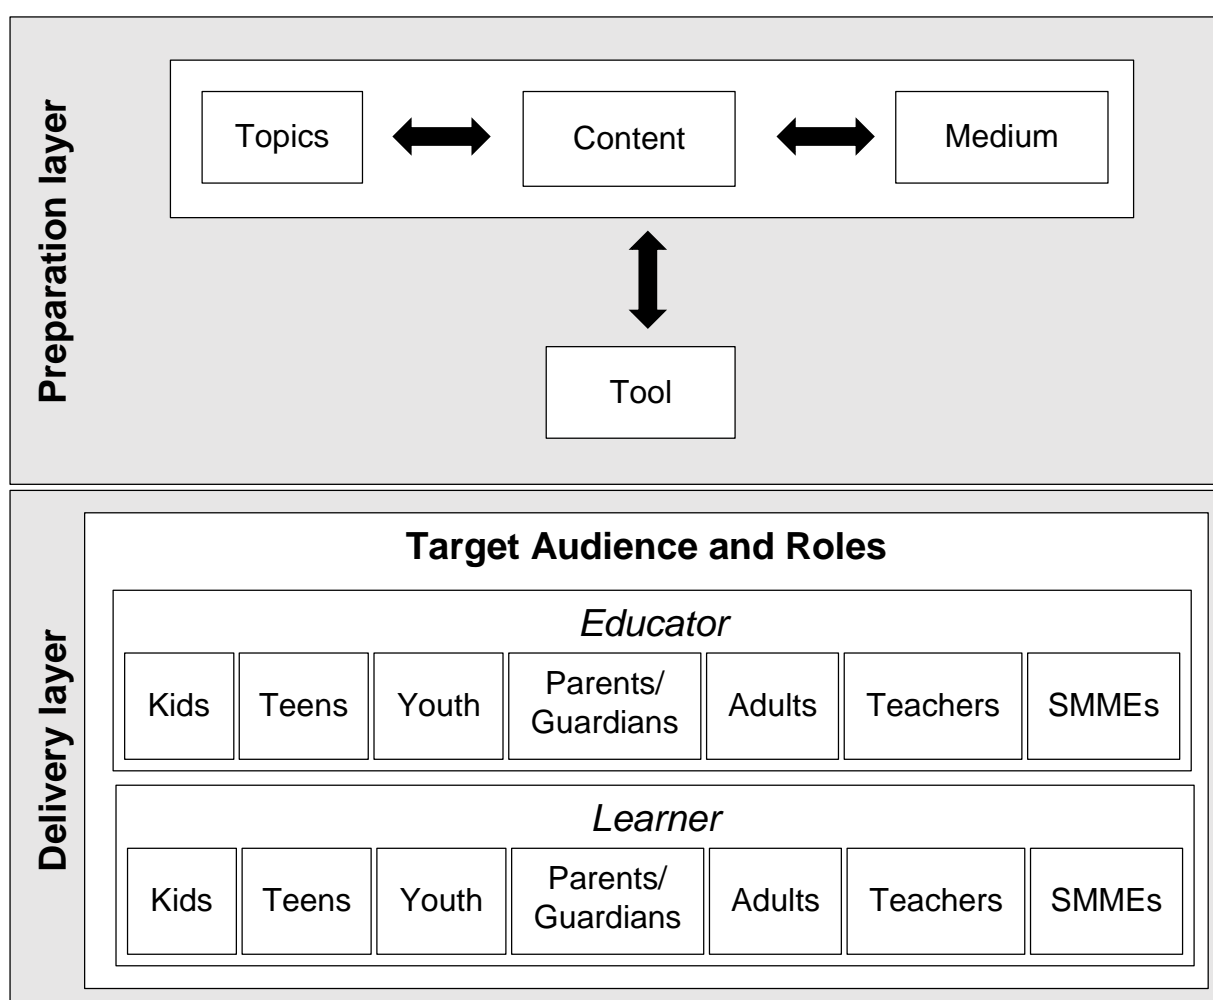 Preparation layer
Topics
Content
Medium
Tool
Delivery layer
Target Audience and Roles
Educator
Kids
Teens
Youth
Parents/
Guardians
Adults
Teachers
SMMEs
Learner
Kids
Teens
Youth
Parents/
Guardians
Adults
Teachers
SMMEs